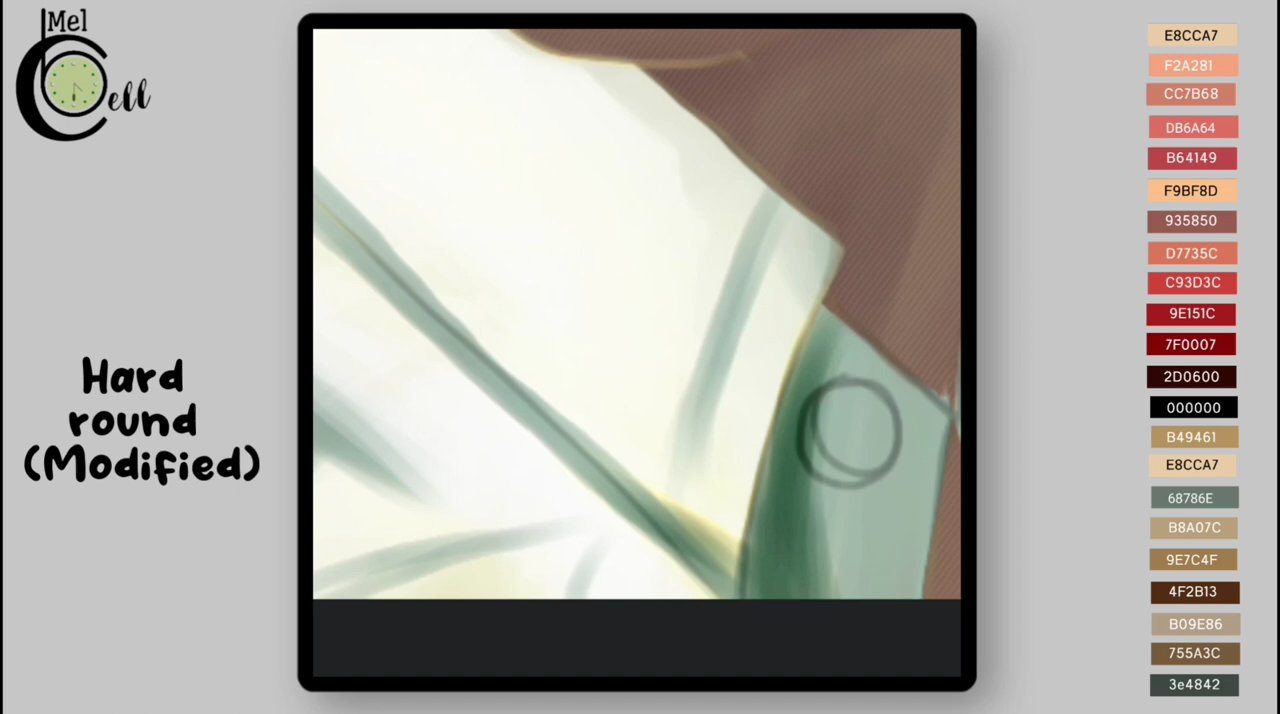 Mel
Cell
Hard
round
(Modified)
E8CCA7
F2A281
CC7B68
DB6A64
B64149
F9BF8D
935850
D7735C
C93D3C
9E151C
7F0007
2D0600
000000
B49461
E8CCA7
68786E
B8A07C
9E7C4F
4F2B13
B09E86
755A3C
3e4842